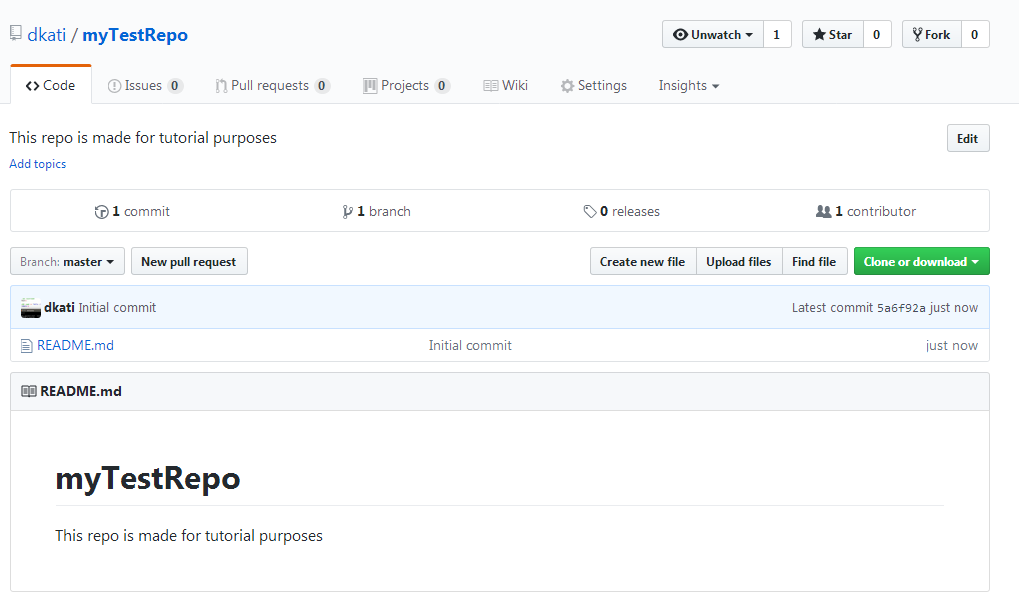 dkati / myTestRepo
Unwatch 1 Star 0 Fork 0
Code Issues 0 Pull requests 0 Projects 0 Wiki Settings Insights
This repo is made for tutorial purposes
Edit
Add topics
1 commit 1 branch 0 releases 1 contributor
Branch: master New pull request Create new file Upload files Find file Clone or download
dkati Initial commit Latest commit 5a6f92a just now
README.md Initial commit just now
README.md
myTestRepo
This repo is made for tutorial purposes